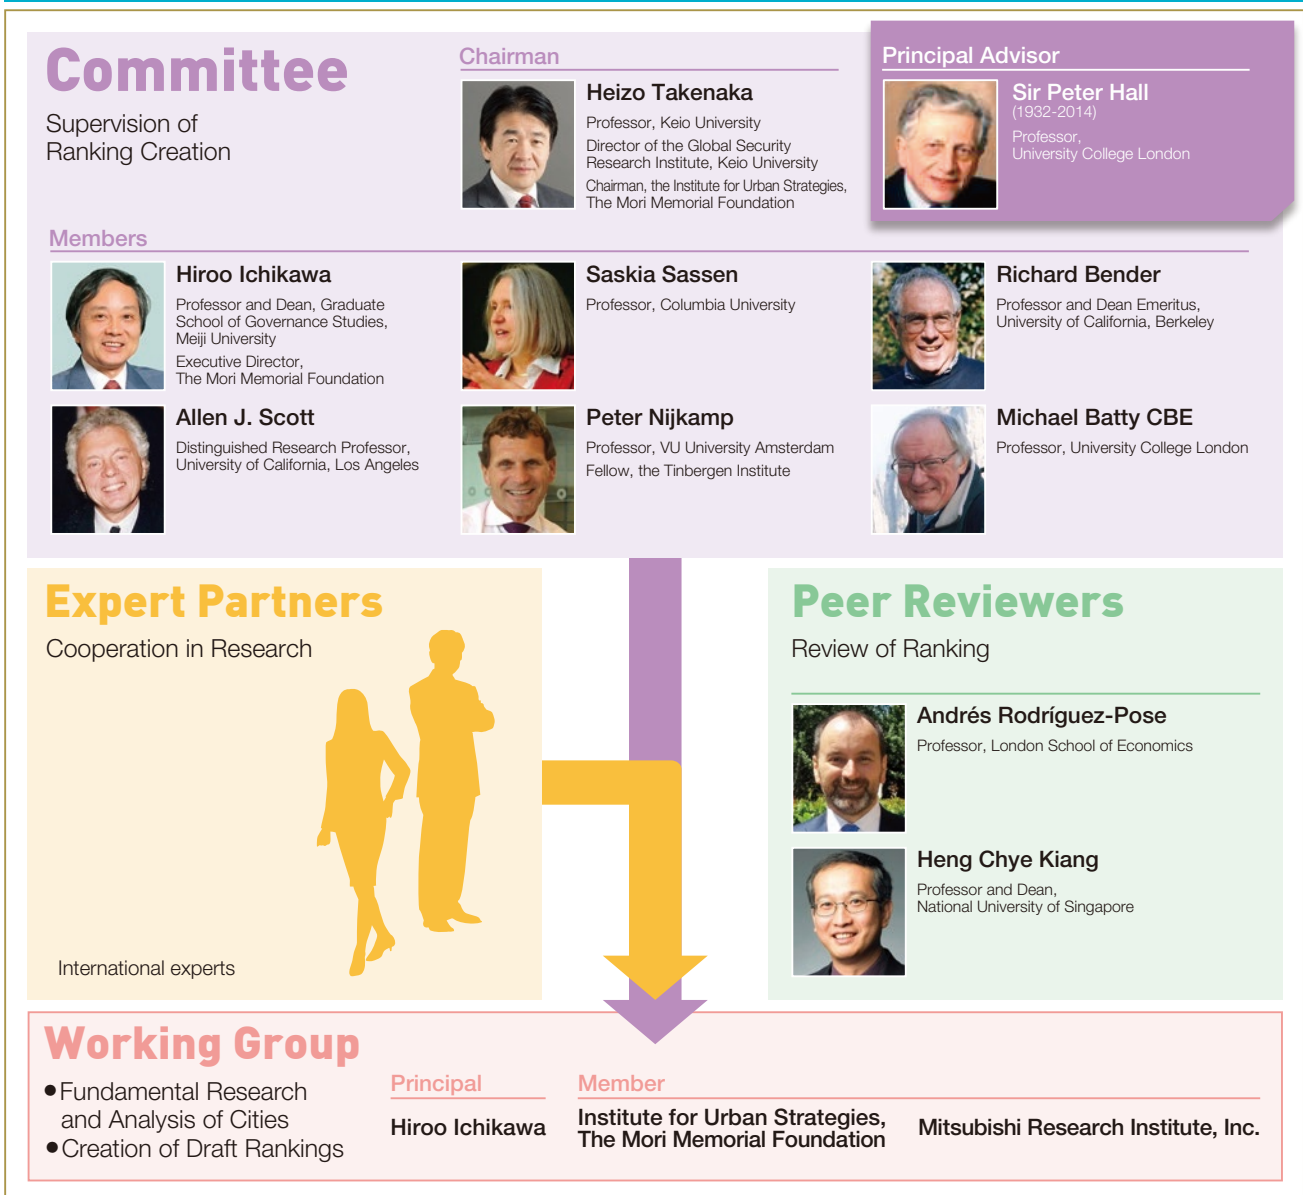 Committee
Supervision of
Ranking Creation
Chairman
Heizo Takenaka
Professor, Keio University
Director of the Global Security
Research Institute, Keio University
Chairman, the Institute for Urban Strategies,
The Mori Memorial Foundation
Principal Advisor
Sir Peter Hall
(1932-2014)
Professor,
University College London
Members
Hiroo Ichikawa
Professor and Dean, Graduate
School of Governance Studies,
Meiji University
Executive Director,
The Mori Memorial Foundation
Saskia Sassen
Professor, Columbia University
Richard Bender
Professor and Dean Emeritus,
University of California, Berkeley
Allen J. Scott
Distinguished Research Professor,
University of California, Los Angeles
Peter Nijkamp
Professor, VU University Amsterdam
Fellow, the Tinbergen Institute
Michael Batty CBE
Professor, University College London
Expert Partners
Cooperation in Research
International experts
Peer Reviewers
Review of Ranking
Andrés Rodríguez-Pose
Professor, London School of Economics
Heng Chye Kiang
Professor and Dean,
National University of Singapore
Working Group
●Fundamental Research
and Analysis of Cities
●Creation of Draft Rankings
Principal
Hiroo Ichikawa
Member
Institute for Urban Strategies,
The Mori Memorial Foundation
Mitsubishi Research Institute, Inc.